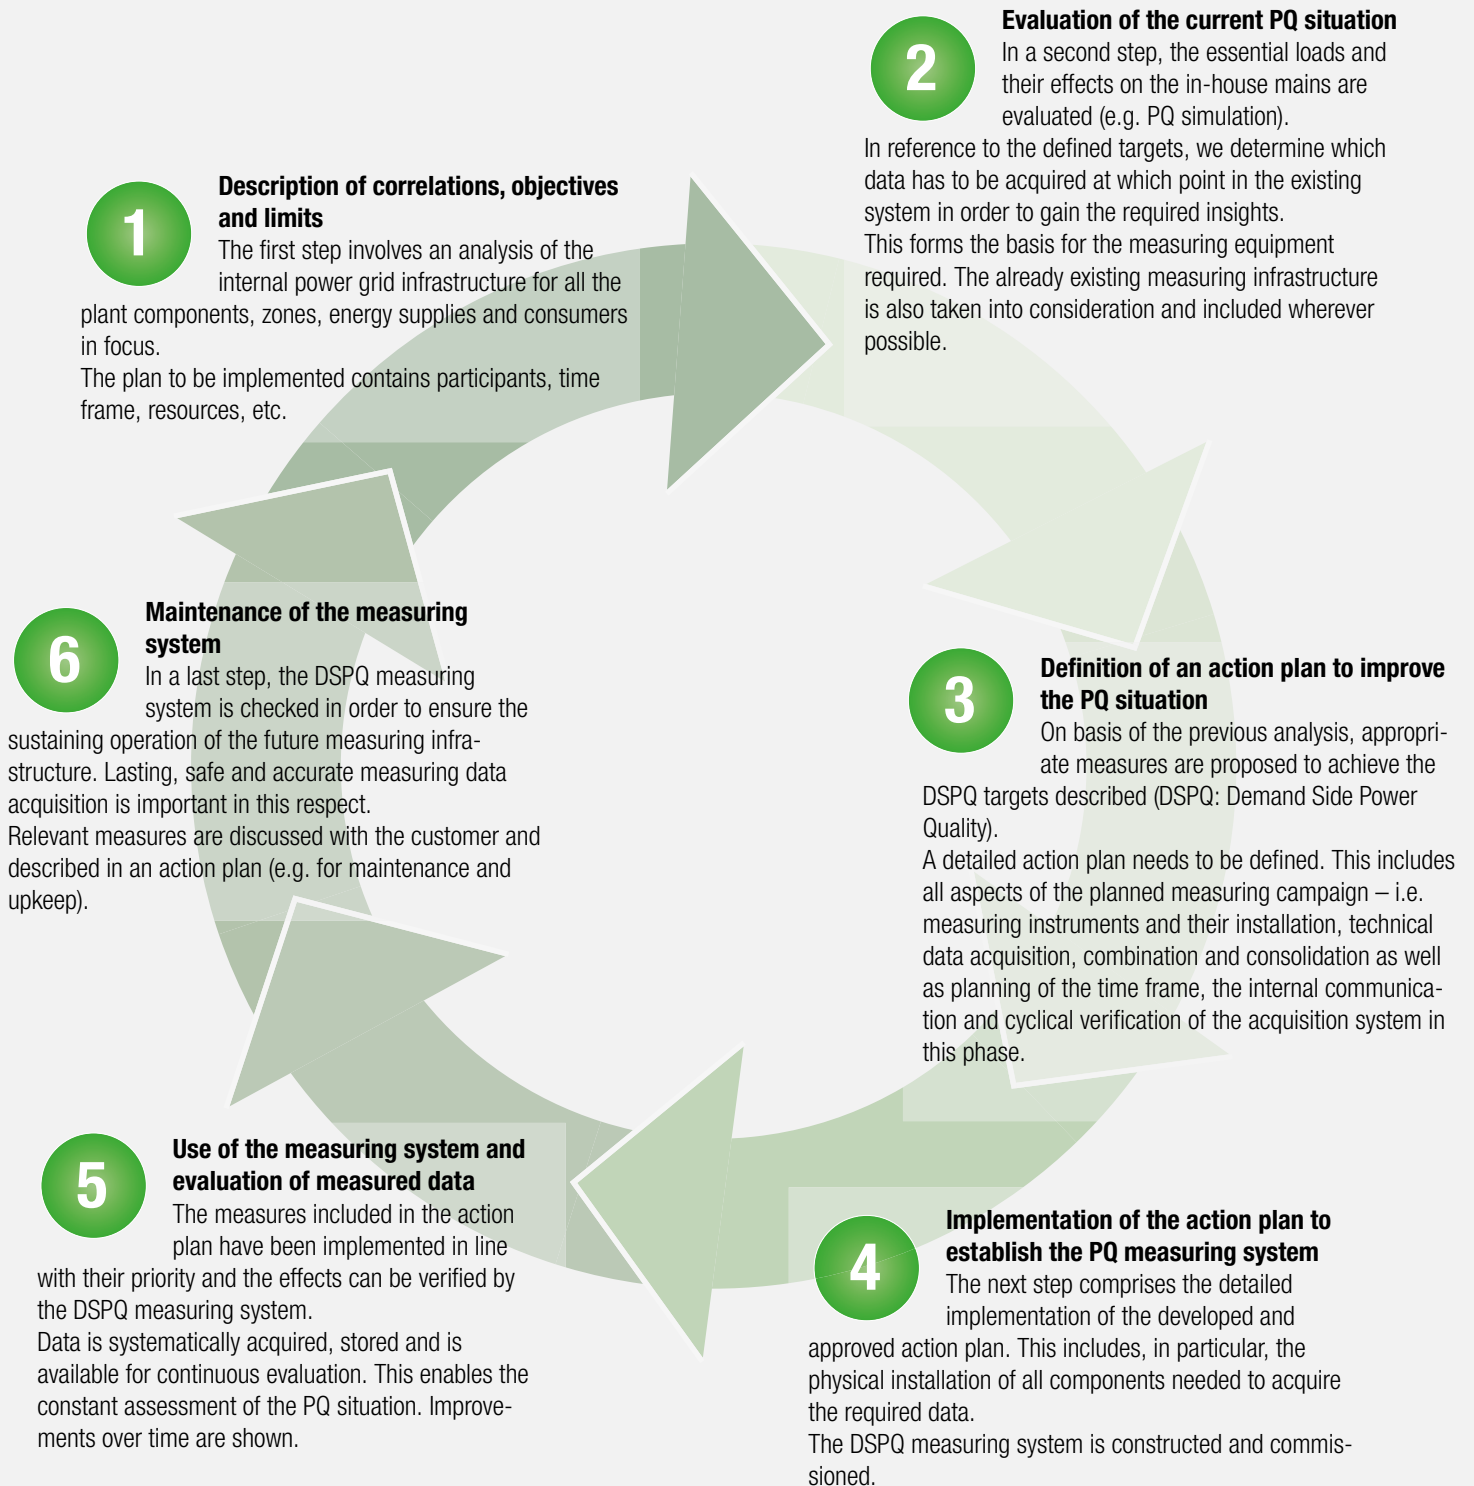 1
Description of correlations, objectives
and limits
The first step involves an analysis of the
internal power grid infrastructure for all the
plant components, zones, energy supplies and consumers
in focus.
The plan to be implemented contains participants, time
frame, resources, etc.
2
Evaluation of the current PQ situation
In a second step, the essential loads and
their effects on the in-house mains are
evaluated (e.g. PQ simulation).
In reference to the defined targets, we determine which
data has to be acquired at which point in the existing
system in order to gain the required insights.
This forms the basis for the measuring equipment
required. The already existing measuring infrastructure
is also taken into consideration and included wherever
possible.
3
Definition of an action plan to improve
the PQ situation
On basis of the previous analysis, appropri-
ate measures are proposed to achieve the
DSPQ targets described (DSPQ: Demand Side Power
Quality).
A detailed action plan needs to be defined. This includes
all aspects of the planned measuring campaign – i.e.
measuring instruments and their installation, technical
data acquisition, combination and consolidation as well
as planning of the time frame, the internal communica-
tion and cyclical verification of the acquisition system in
this phase.
4
Implementation of the action plan to
establish the PQ measuring system
The next step comprises the detailed
implementation of the developed and
approved action plan. This includes, in particular, the
physical installation of all components needed to acquire
the required data.
The DSPQ measuring system is constructed and commis-
sioned.
5
Use of the measuring system and
evaluation of measured data
The measures included in the action
plan have been implemented in line
with their priority and the effects can be verified by
the DSPQ measuring system.
Data is systematically acquired, stored and is
available for continuous evaluation. This enables the
constant assessment of the PQ situation. Improve-
ments over time are shown.
6
Maintenance of the measuring
system
In a last step, the DSPQ measuring
system is checked in order to ensure the
sustaining operation of the future measuring infra-
structure. Lasting, safe and accurate measuring data
acquisition is important in this respect.
Relevant measures are discussed with the customer and
described in an action plan (e.g. for maintenance and
upkeep).